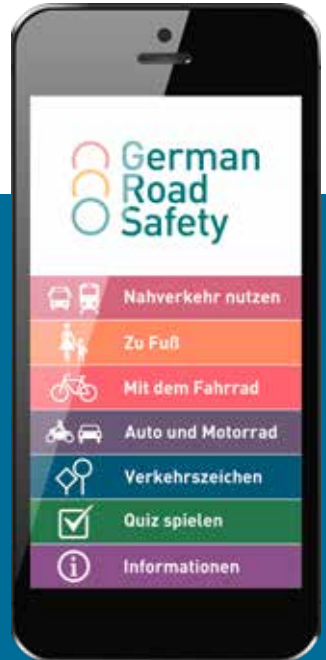 German
Road
Safety
Nahverkehr nutzen
Zu Fuß
Mit dem Fahrrad
Auto und Motorrad
Verkehrszeichen
Quiz spielen
Informationen